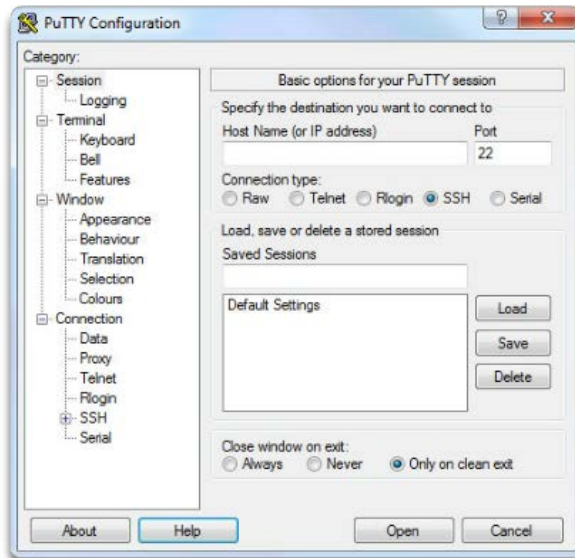 PuTTY Configuration
?
Category:
Session
Logging
Terminal
Keyboard
Bell
Features
Window
Appearance
Behaviour
Translation
Selection
Colours
Connection
Data
Proxy
Telnet
Rlogin
SSH
Serial
Basic options for your PuTTY session
Specify the destination you want to connect to
Host Name (or IP address) Port
22
Connection type:
Raw Telnet Rlogin SSH Serial
Load, save or delete a stored session
Saved Sessions
Default Settings
Load
Save
Delete
Close window on exit:
Always Never Only on clean exit
About Help Open Cancel